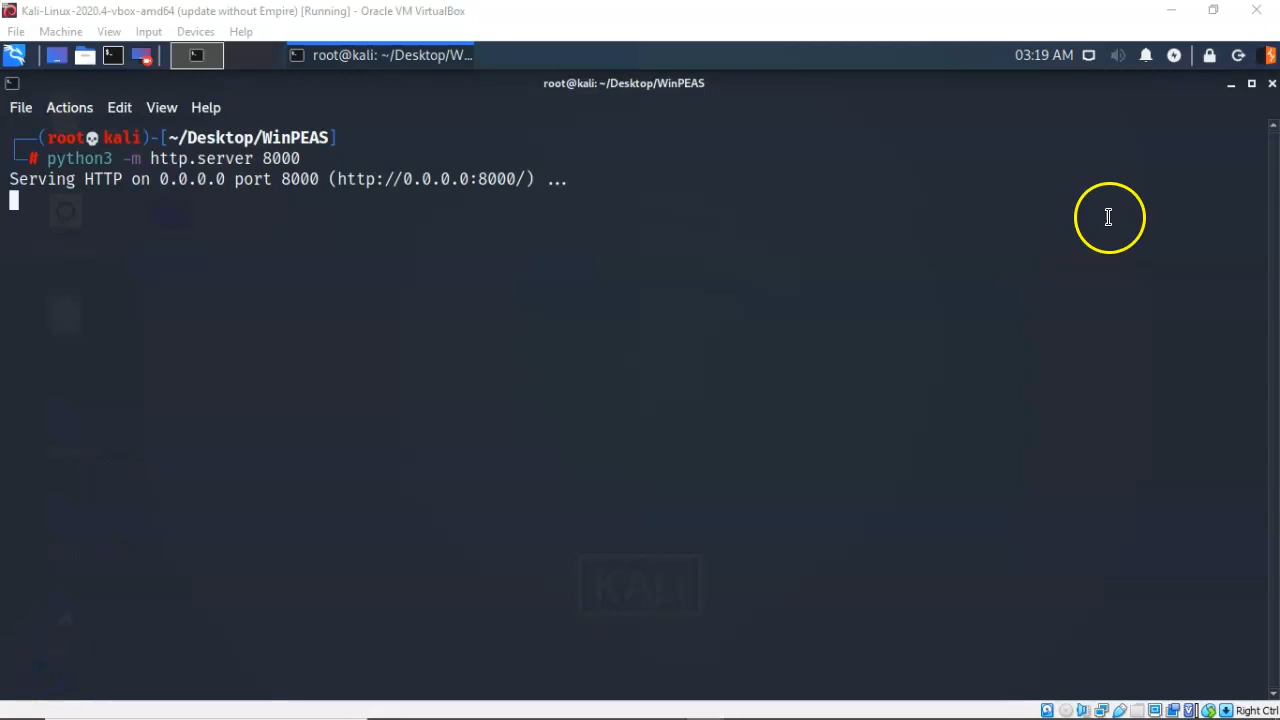 Kali-Linux-2020.4-vbox-amd64 (update without Empire) [Running] - Oracle VM VirtualBox
File Machine View Input Devices Help
root@kali: ~/Desktop/W... 03:19 AM
root@kali: ~/Desktop/WinPEAS
File Actions Edit View Help
(root💀kali)-[~/Desktop/WinPEAS]
# python3 -m http.server 8000
Serving HTTP on 0.0.0.0 port 8000 (http://0.0.0.0:8000/) ...
KALI
Right Ctrl